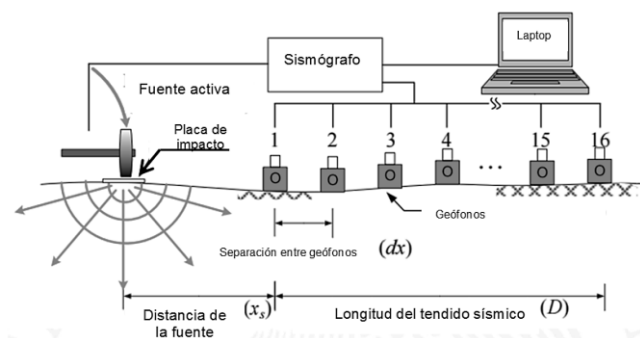 Laptop
Sismógrafo
Fuente activa
Placa de
impacto
1 2 3 4 ... 15 16
O O O O O O
Geófonos
Separación entre geófonos (dx)
Distancia de
la fuente
(xs)
Longitud del tendido sísmico (D)